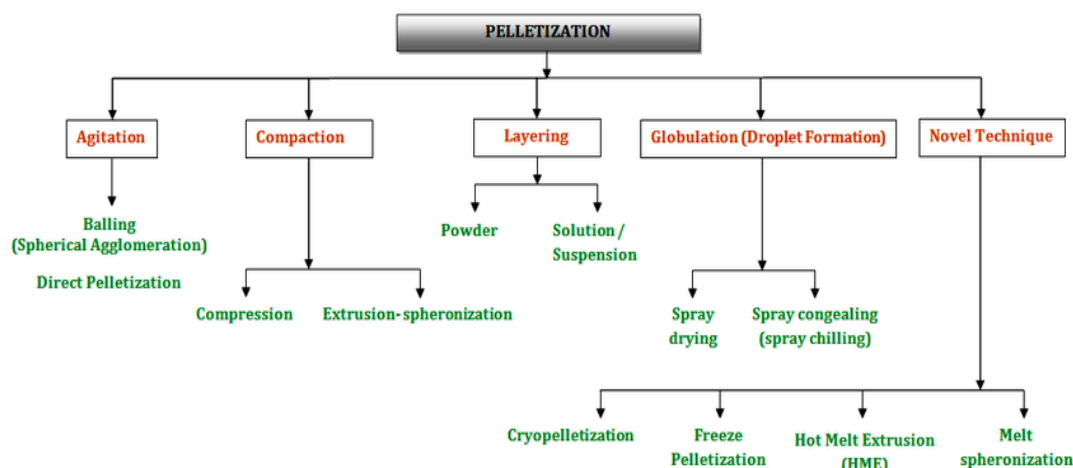 PELLETIZATION
Agitation
Compaction
Layering
Globulation (Droplet Formation)
Novel Technique
Balling
(Spherical Agglomeration)
Direct Pelletization
Powder
Solution /
Suspension
Compression
Extrusion- spheronization
Spray
drying
Spray congealing
(spray chilling)
Cryopelletization
Freeze
Pelletization
Hot Melt Extrusion
(HME)
Melt
spheronization